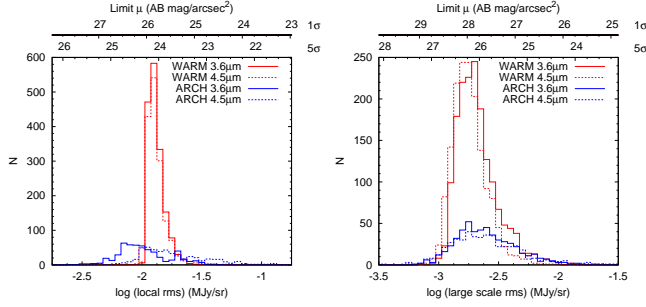 Limit μ (AB mag/arcsec²)
27 26 25 24 23 1σ
26 25 24 23 22 5σ
600
500
400
300
200
100
0
N
WARM 3.6μm
WARM 4.5μm
ARCH 3.6μm
ARCH 4.5μm
-2.5 -2 -1.5 -1
log (local rms) (MJy/sr)
Limit μ (AB mag/arcsec²)
29 28 27 26 25 1σ
28 27 26 25 24 5σ
250
200
150
100
50
0
N
WARM 3.6μm
WARM 4.5μm
ARCH 3.6μm
ARCH 4.5μm
-3.5 -3 -2.5 -2 -1.5
log (large scale rms) (MJy/sr)